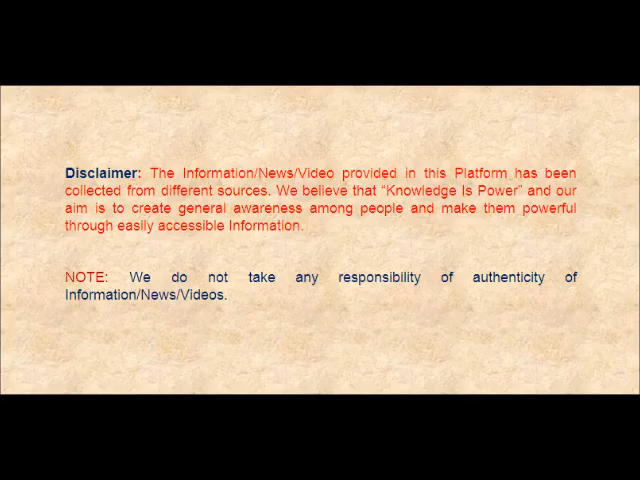 Disclaimer: The Information/News/Video provided in this Platform has been
collected from different sources. We believe that “Knowledge Is Power” and our
aim is to create general awareness among people and make them powerful
through easily accessible Information.
NOTE: We do not take any responsibility of authenticity of
Information/News/Videos.